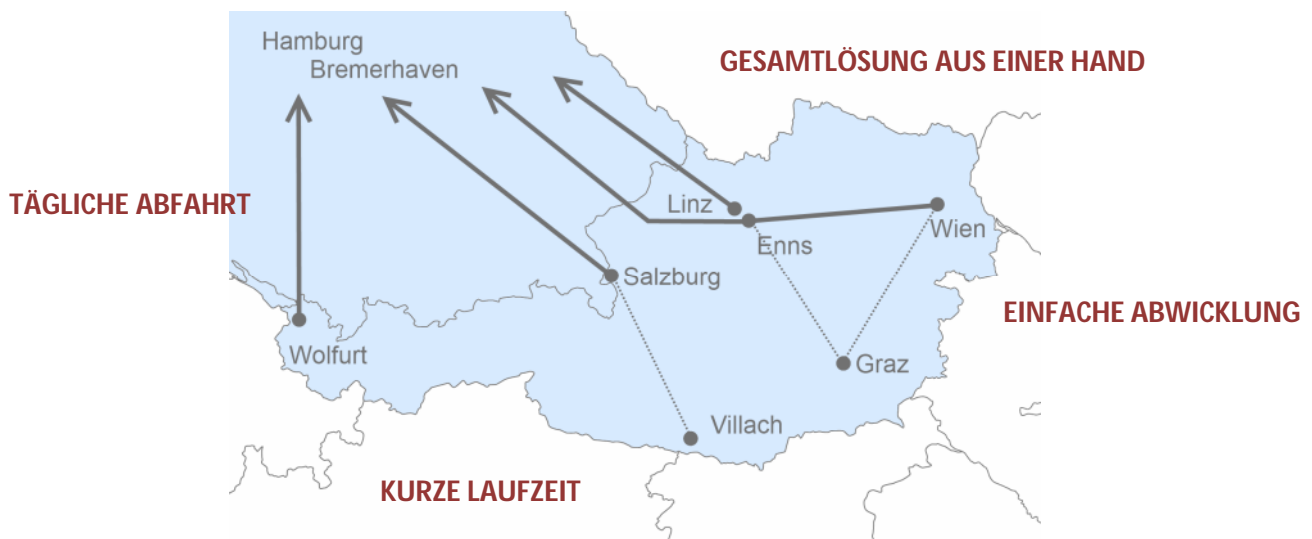 Hamburg
Bremerhaven
GESAMTLÖSUNG AUS EINER HAND
TÄGLICHE ABFAHRT
Linz
Enns
Wien
Salzburg
EINFACHE ABWICKLUNG
Wolfurt
Graz
Villach
KURZE LAUFZEIT